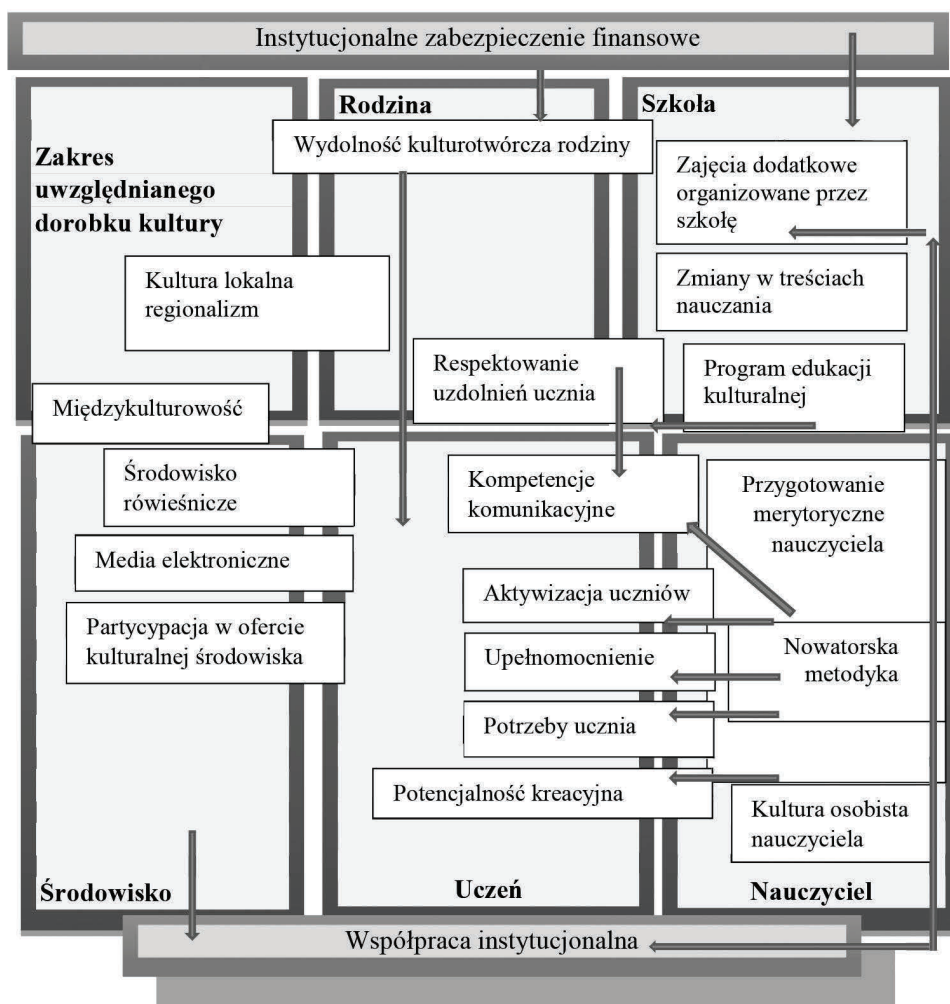 Instytucjonalne zabezpieczenie finansowe
Zakres
uwzględnianego
dorobku kultury
Kultura lokalna
regionalizm
Międzykulturowość
Rodzina
Wydolność kulturotwórcza rodziny
Respektowanie
uzdolnień ucznia
Szkoła
Zajęcia dodatkowe
organizowane przez
szkołę
Zmiany w treściach
nauczania
Program edukacji
kulturalnej
Środowisko
rówieśnicze
Media elektroniczne
Partycypacja w ofercie
kulturalnej środowiska
Środowisko
Kompetencje
komunikacyjne
Aktywizacja uczniów
Upełnomocnienie
Potrzeby ucznia
Potencjalność kreacyjna
Uczeń
Przygotowanie
merytoryczne
nauczyciela
Nowatorska
metodyka
Kultura osobista
nauczyciela
Nauczyciel
Współpraca instytucjonalna